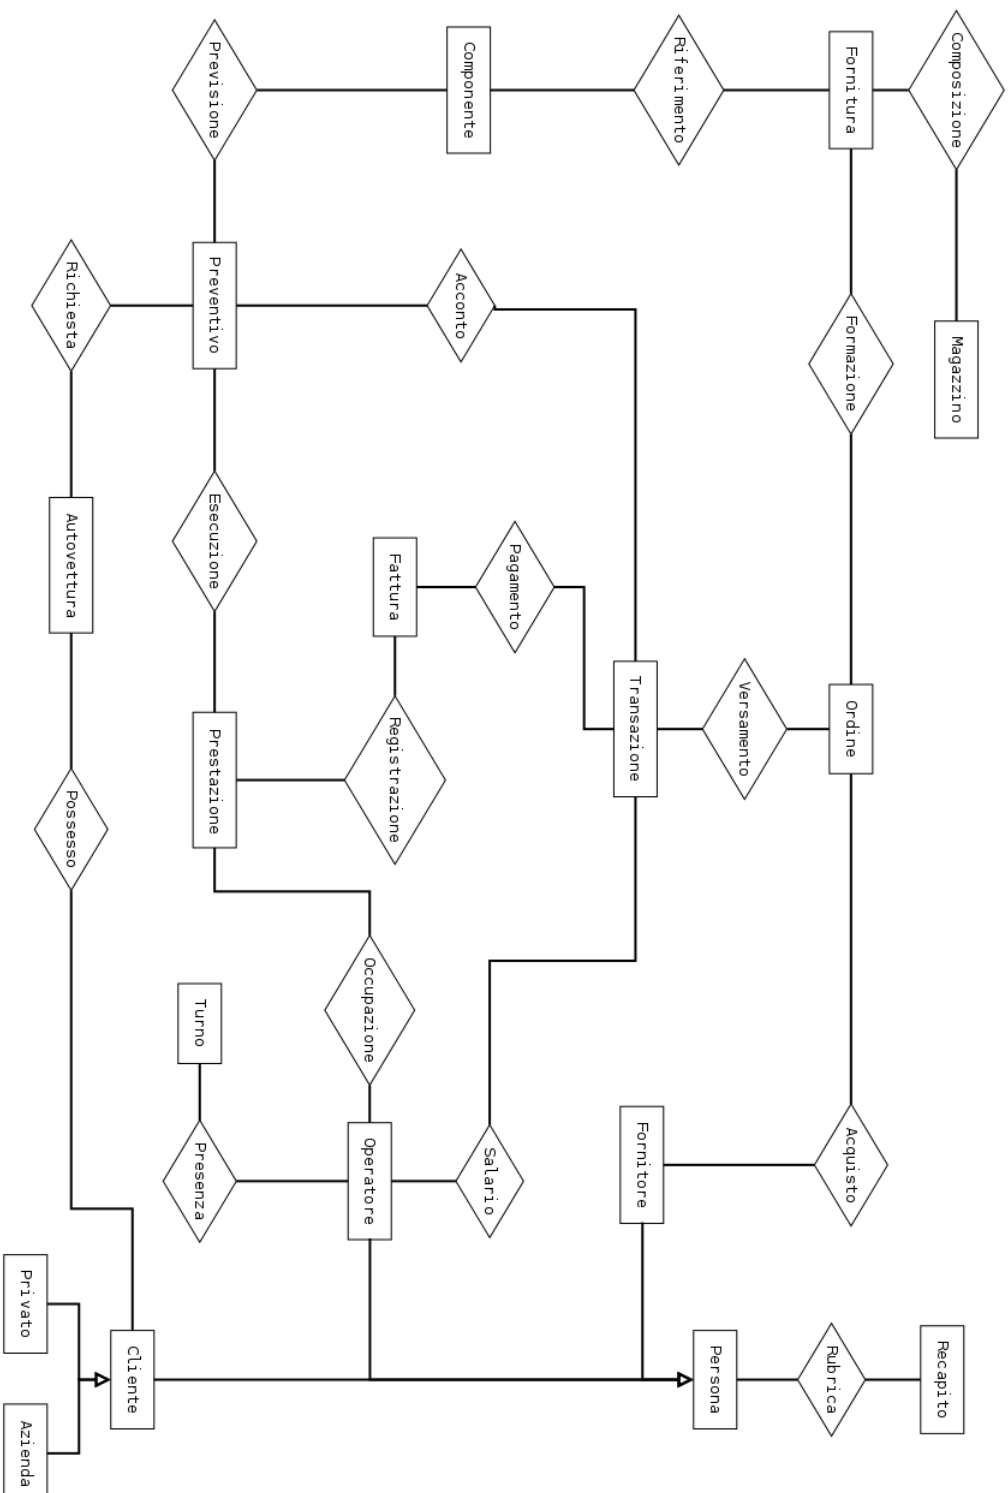 Composizione
Magazzino
Recapito
Fornitura
Formazione
Ordine
Acquisto
Rubrica
Versamento
Persona
Riferimento
Transazione
Fornitore
Componente
Acconto
Pagamento
Salario
Fattura
Registrazione
Occupazione
Operatore
Previsione
Preventivo
Esecuzione
Prestazione
Turno
Presenza
Cliente
Richiesta
Autovettura
Possesso
Privato
Azienda